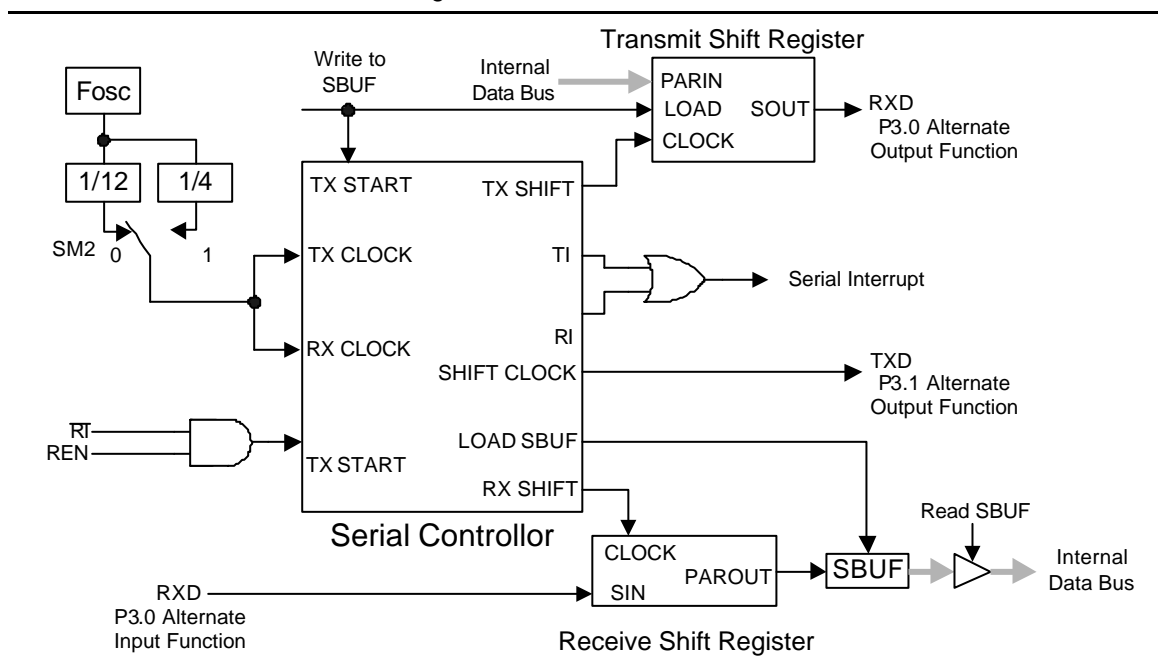 Transmit Shift Register
Write to
SBUF
Internal
Data Bus
Fosc
PARIN
LOAD
SOUT
CLOCK
RXD
P3.0 Alternate
Output Function
1/12
1/4
TX START
TX SHIFT
SM2
0
1
TX CLOCK
TI
Serial Interrupt
RX CLOCK
RI
SHIFT CLOCK
TXD
P3.1 Alternate
Output Function
RI
REN
LOAD SBUF
TX START
RX SHIFT
Serial Controllor
Read SBUF
CLOCK
PAROUT
SIN
SBUF
Internal
Data Bus
RXD
P3.0 Alternate
Input Function
Receive Shift Register